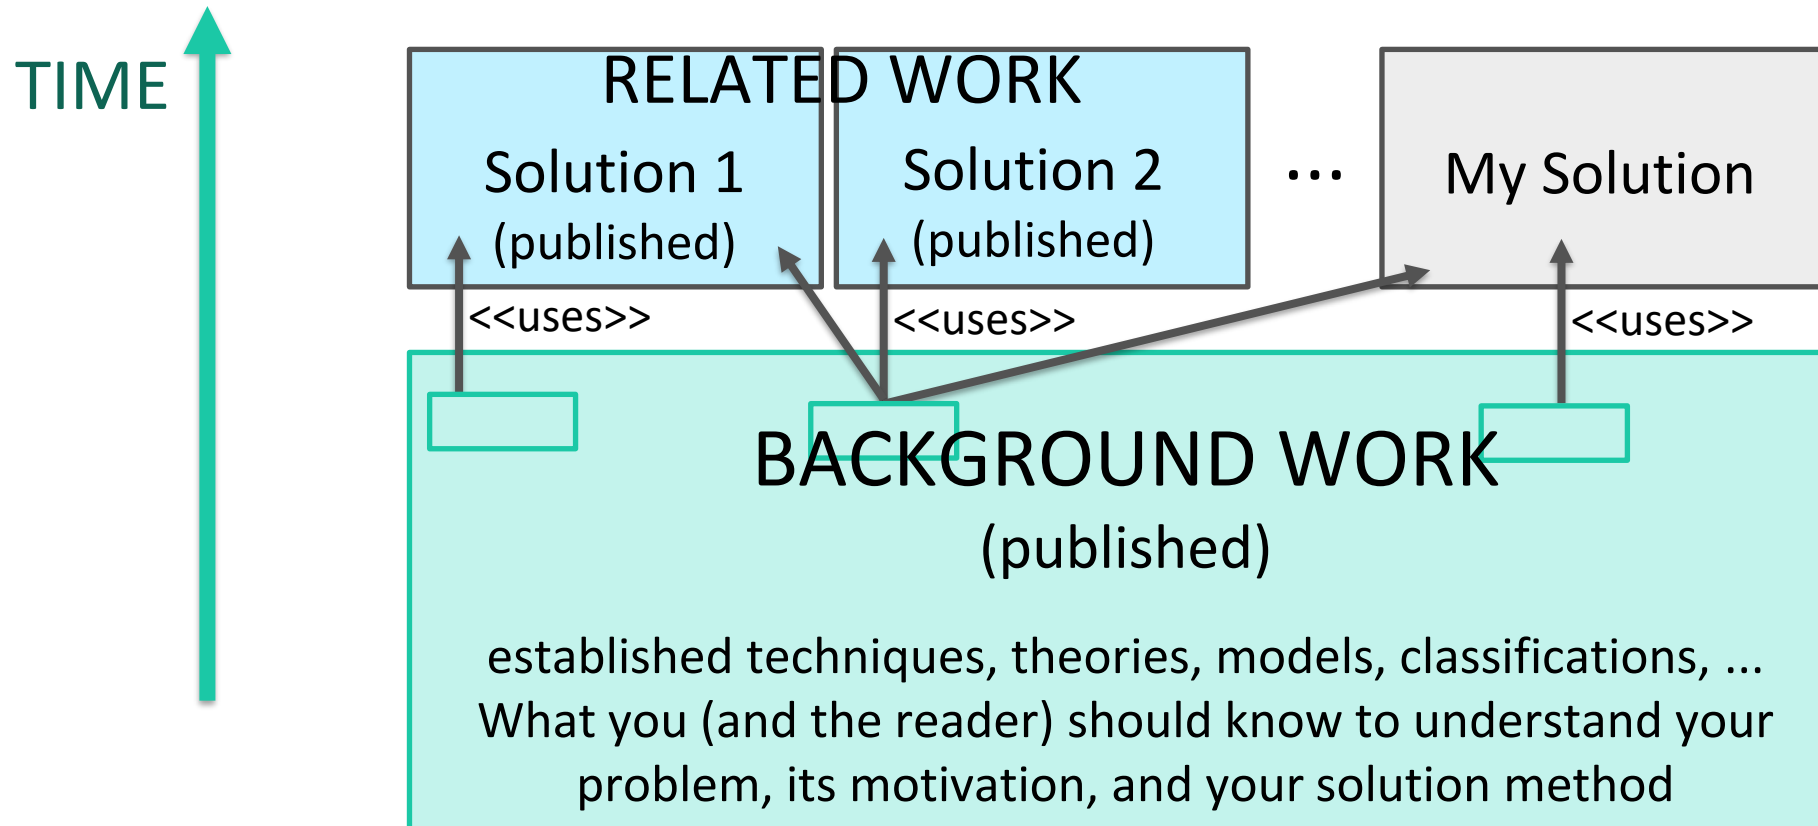 TIME
RELATED WORK
Solution 1
(published)
Solution 2
(published)
...
My Solution
<<uses>>
<<uses>>
<<uses>>
BACKGROUND WORK
(published)
established techniques, theories, models, classifications, ...
What you (and the reader) should know to understand your
problem, its motivation, and your solution method